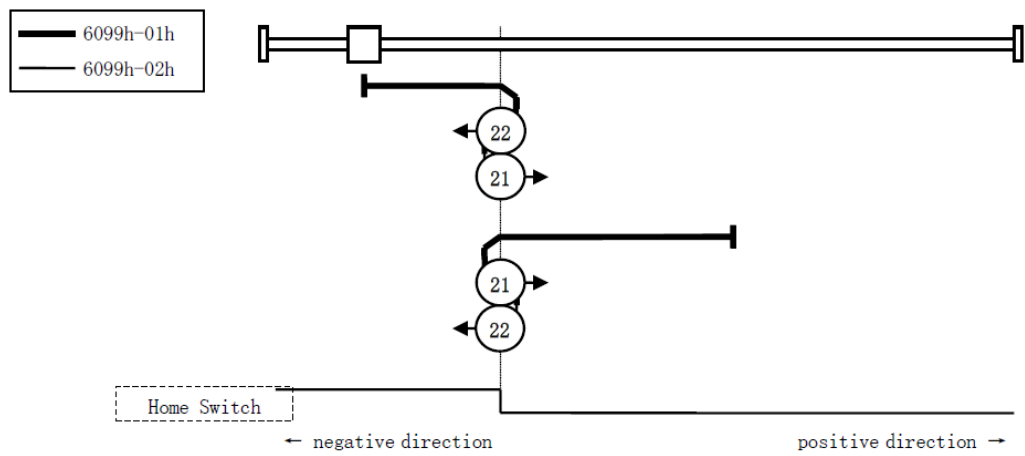 6099h-01h
6099h-02h
22
21
21
22
Home Switch
← negative direction
positive direction →